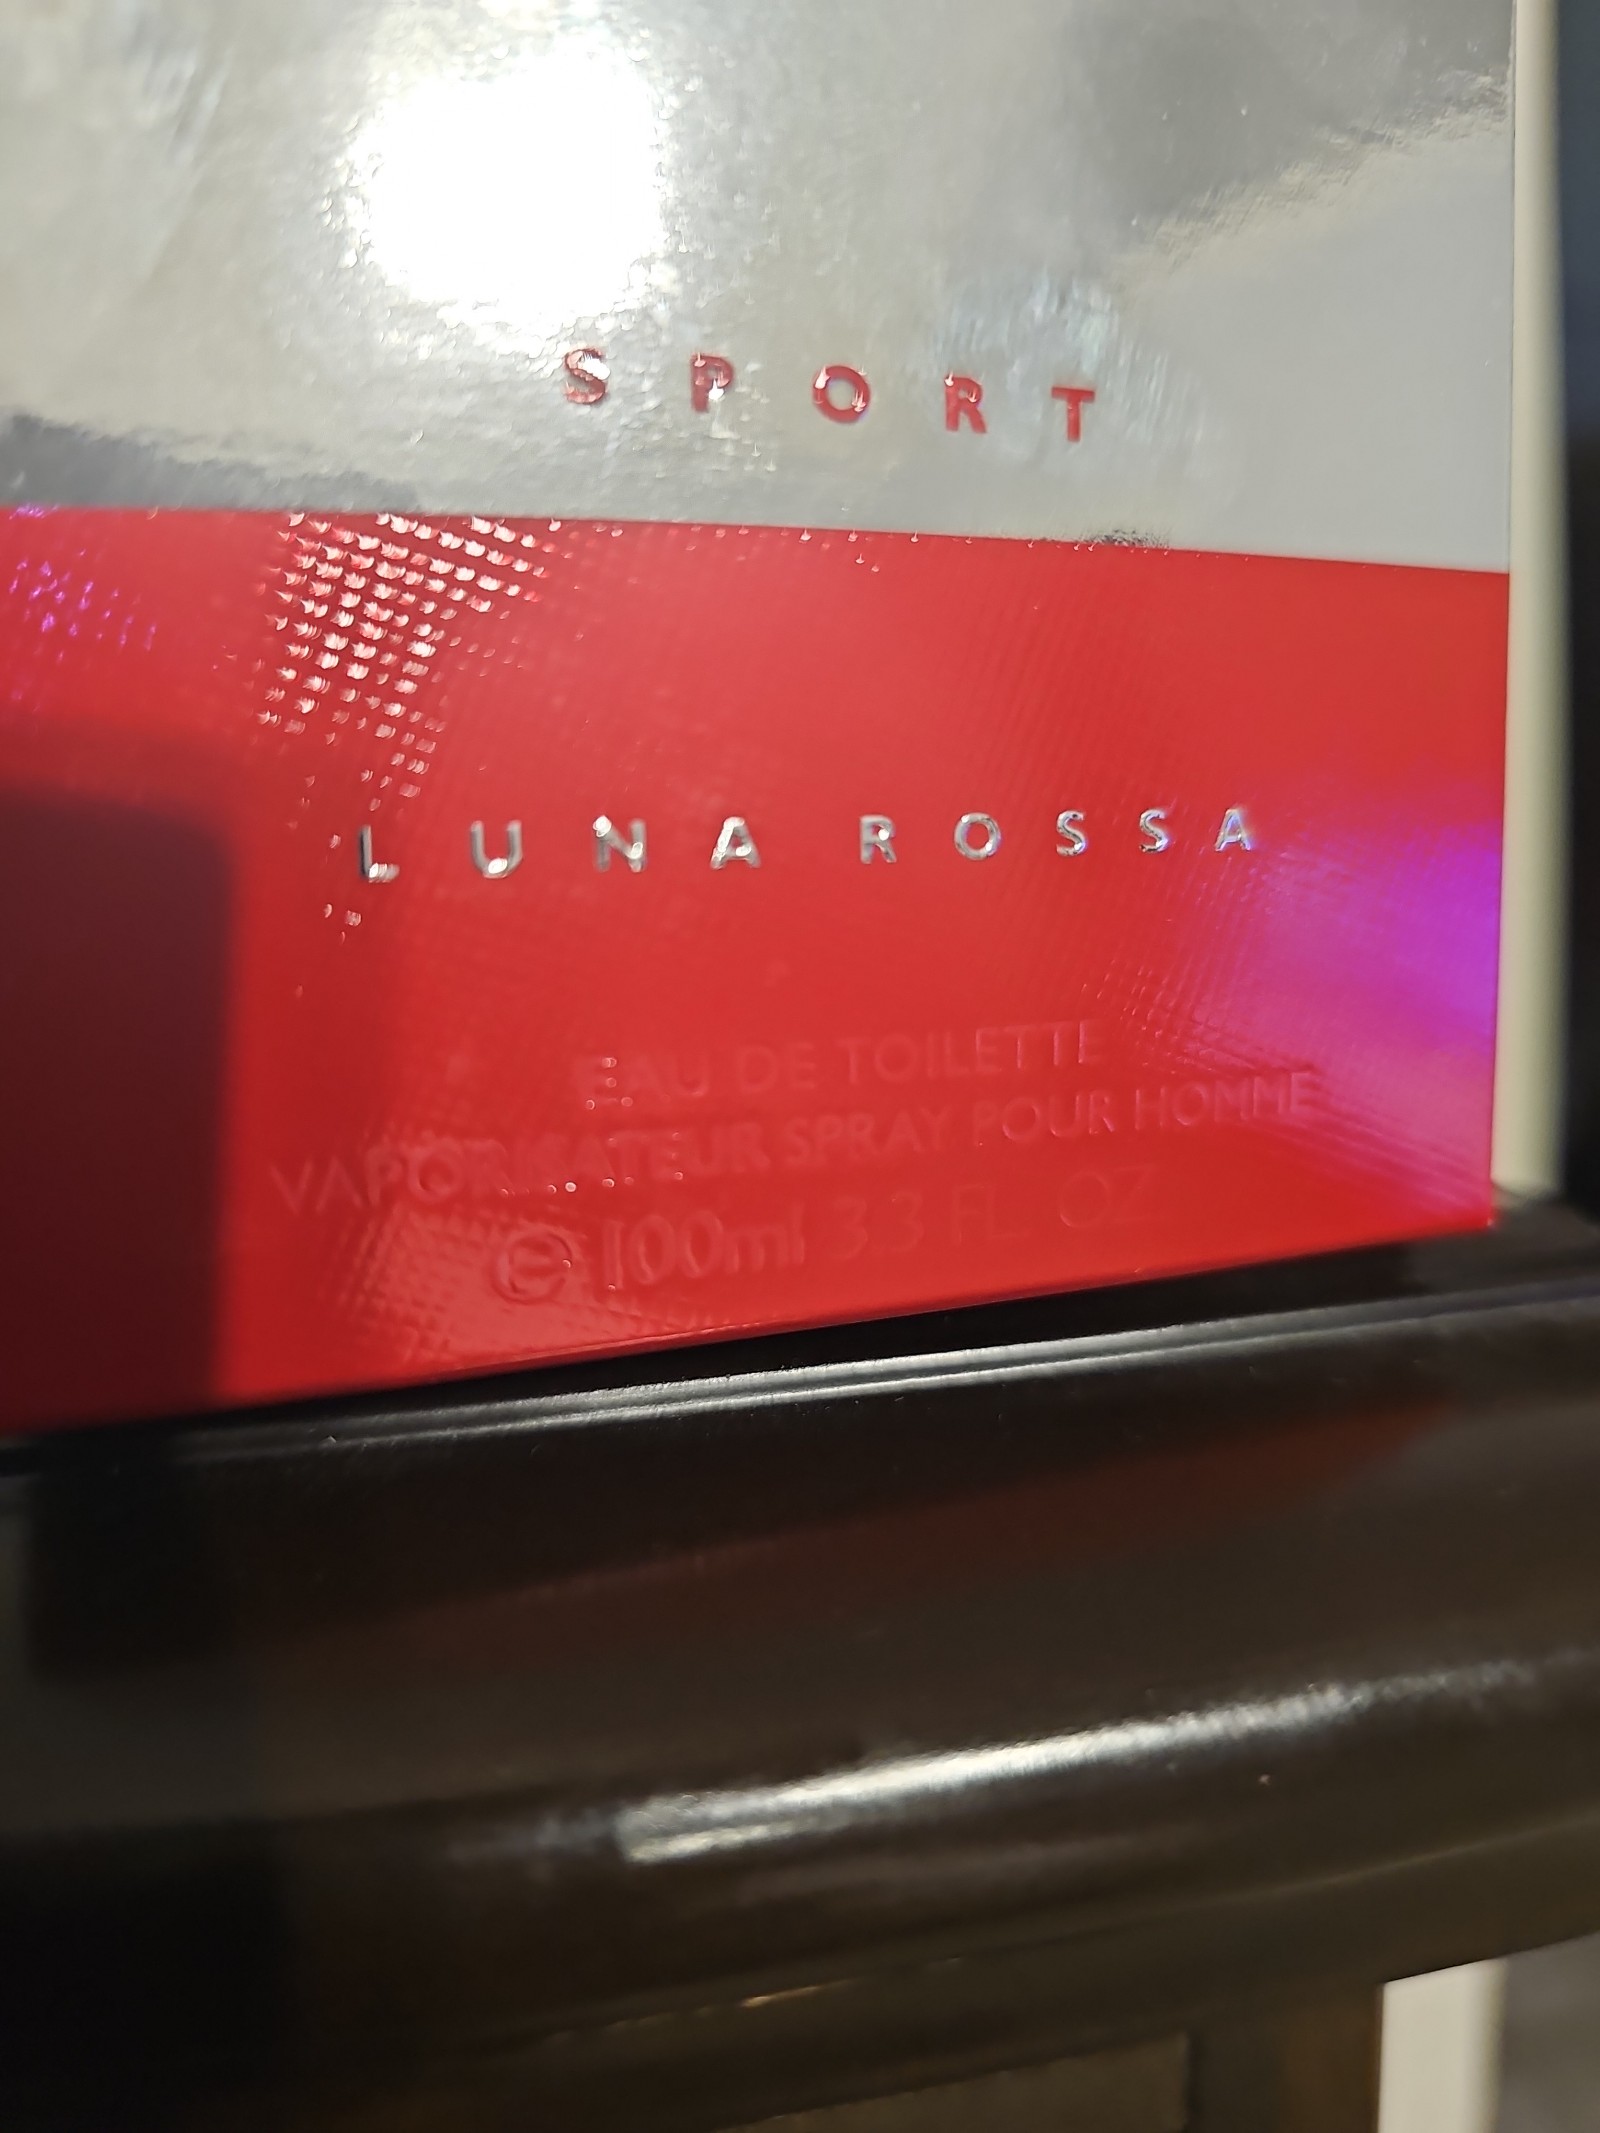 SPORT
LUNA ROSSA
EAU DE TOILETTE
VAPORISATEUR SPRAY POUR HOMME
℮ 100ml 3.3 FL. OZ